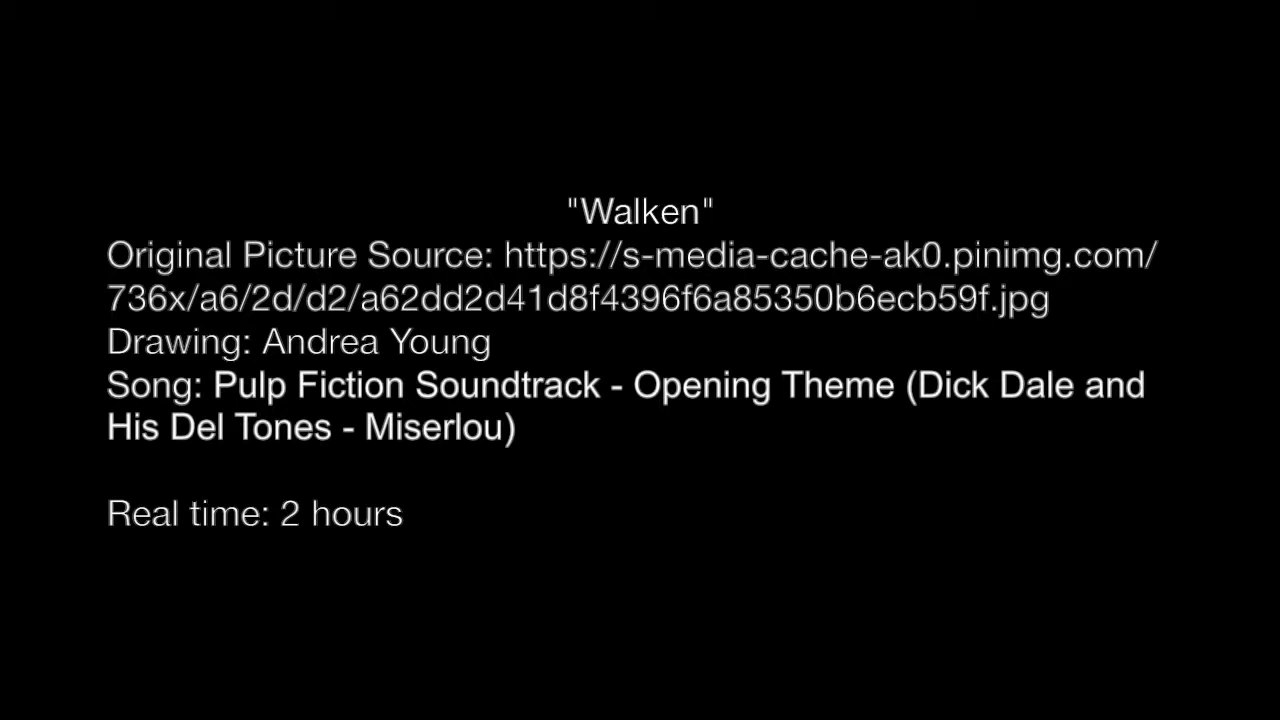 "Walken"
Original Picture Source: https://s-media-cache-ak0.pinimg.com/
736x/a6/2d/d2/a62dd2d41d8f4396f6a85350b6ecb59f.jpg
Drawing: Andrea Young
Song: Pulp Fiction Soundtrack - Opening Theme (Dick Dale and
His Del Tones - Miserlou)
Real time: 2 hours